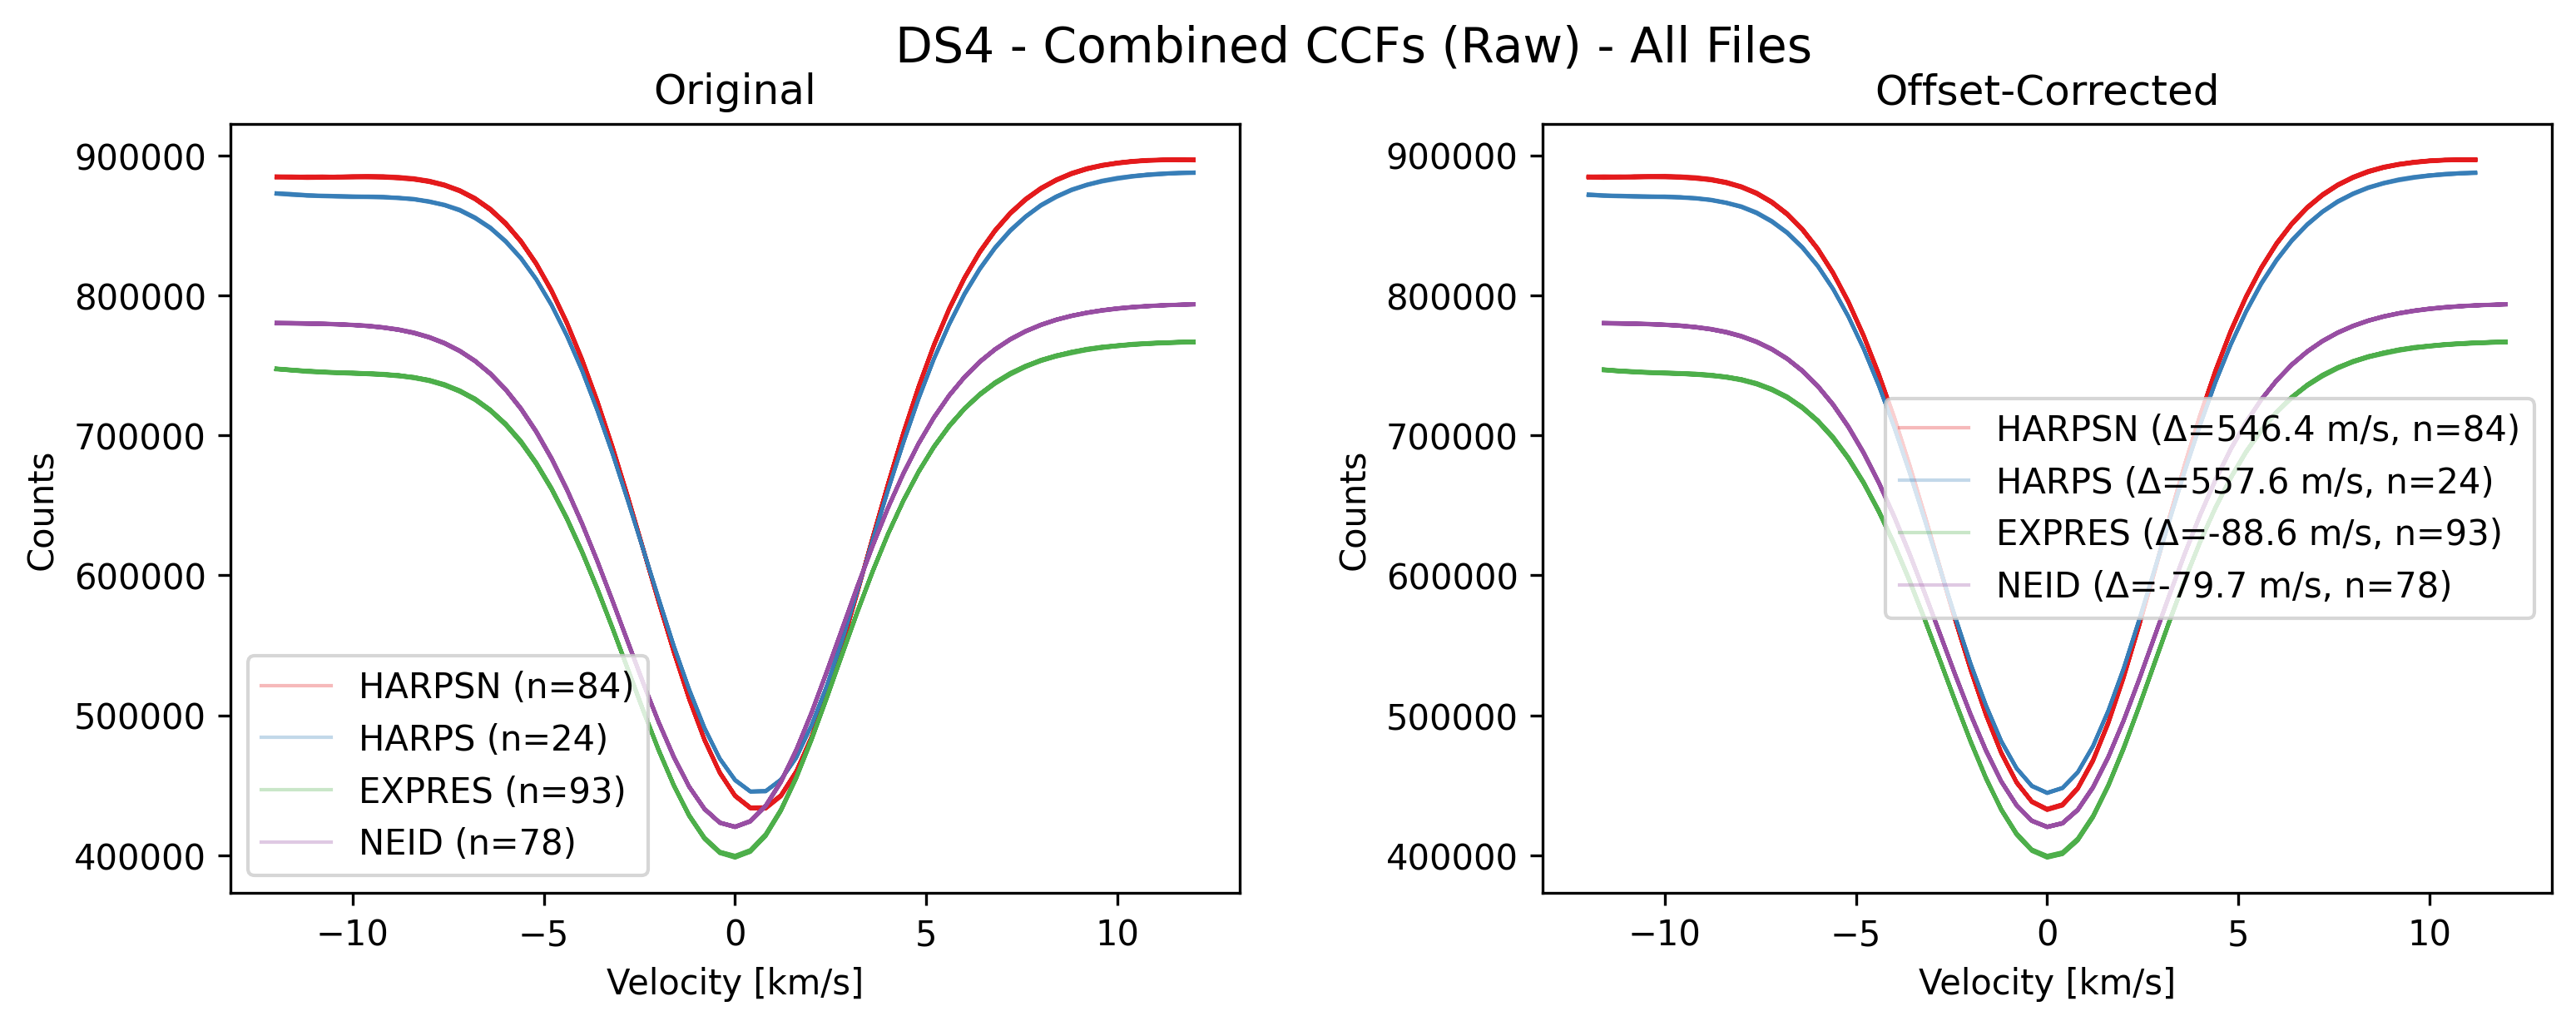 DS4 - Combined CCFs (Raw) - All Files
Original
900000
800000
700000
600000
500000
400000
Counts
HARPSN (n=84)
HARPS (n=24)
EXPRES (n=93)
NEID (n=78)
−10
−5
0
5
10
Velocity [km/s]
Offset-Corrected
900000
800000
700000
600000
500000
400000
Counts
HARPSN (Δ=546.4 m/s, n=84)
HARPS (Δ=557.6 m/s, n=24)
EXPRES (Δ=-88.6 m/s, n=93)
NEID (Δ=-79.7 m/s, n=78)
−10
−5
0
5
10
Velocity [km/s]